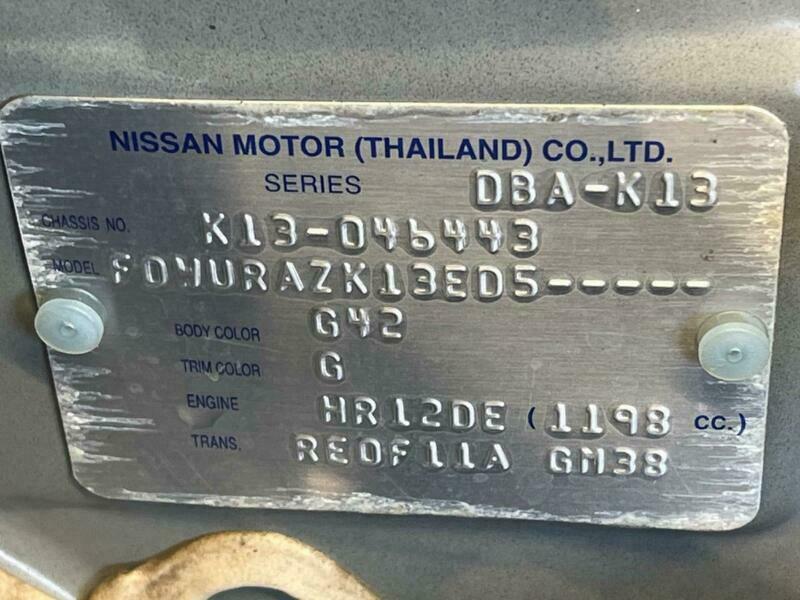 NISSAN MOTOR (THAILAND) CO.,LTD.
SERIES DBA-K13
CHASSIS NO. K13-046443
MODEL FDYURAZK13ED5-----
BODY COLOR G42
TRIM COLOR G
ENGINE HR12DE (1198 CC.)
TRANS. RE0F11A GM38